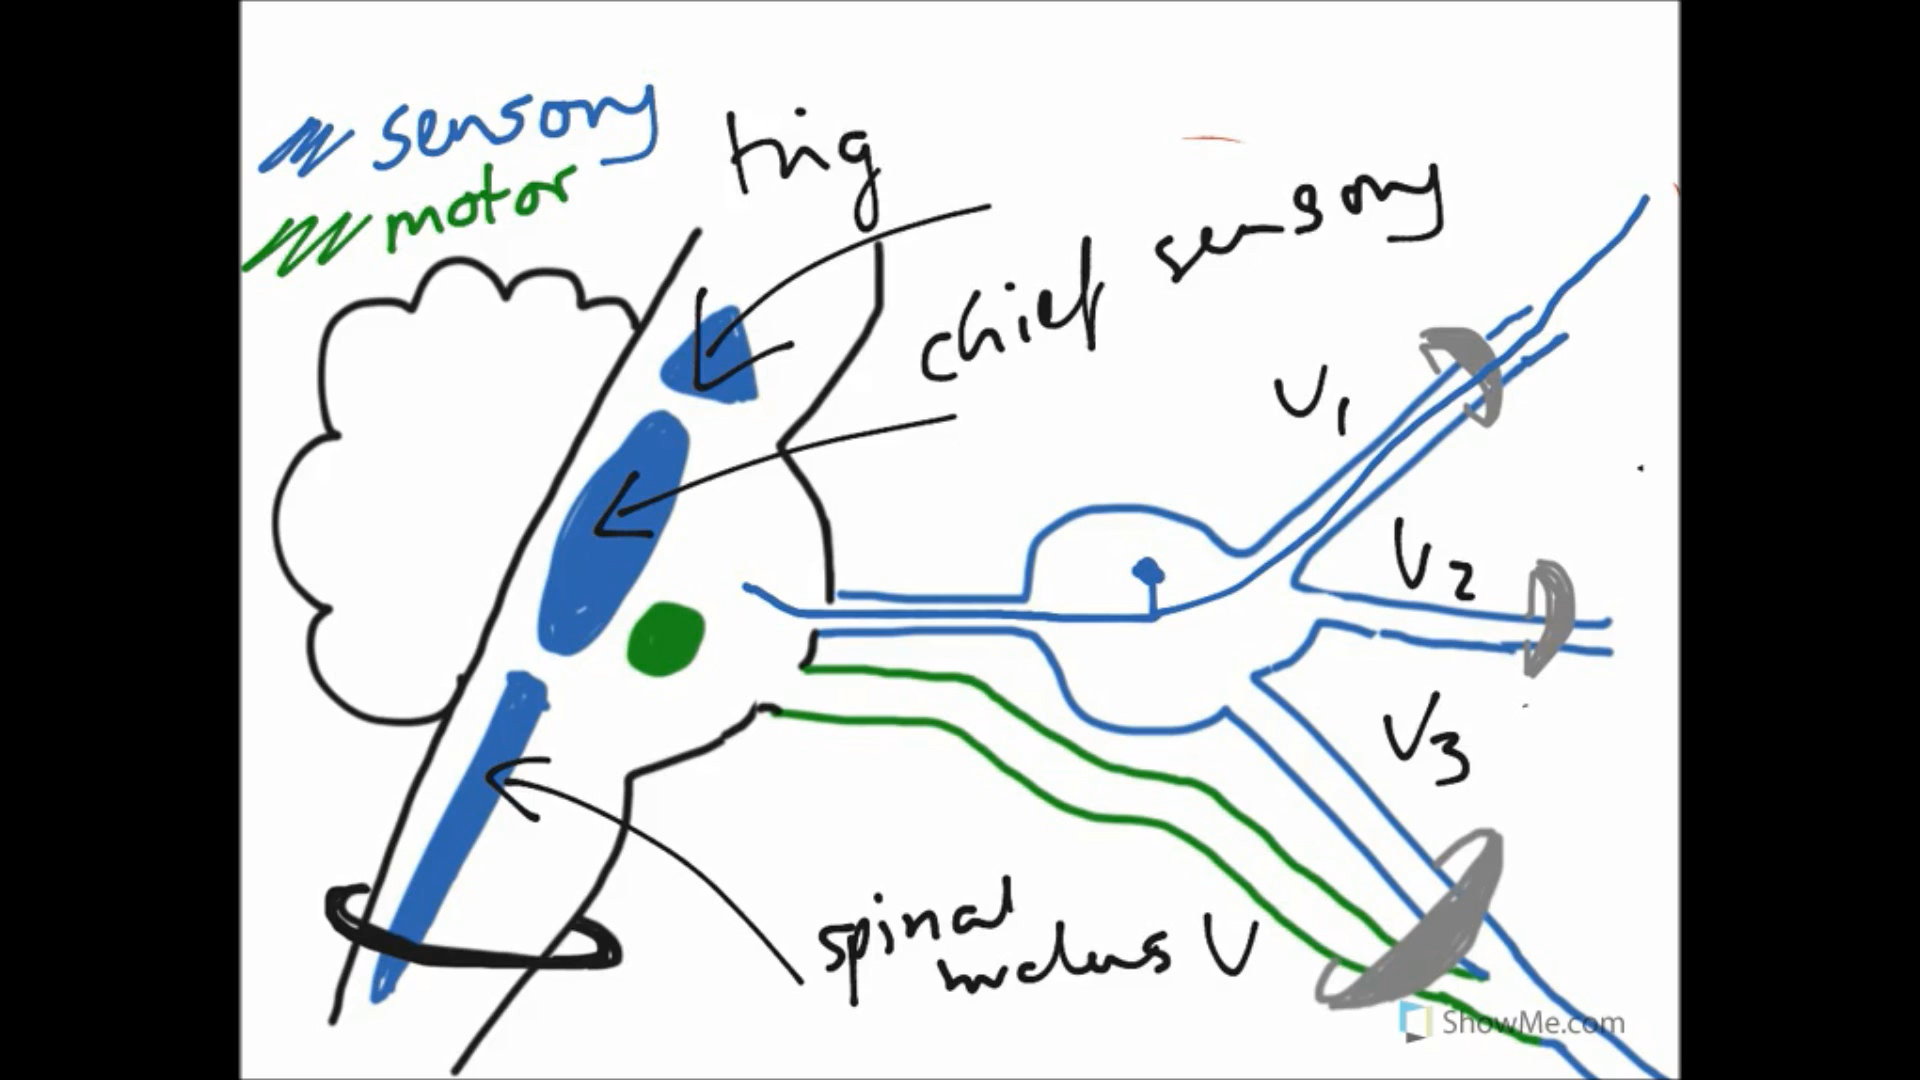 sensory
motor
trig
chief sensory
V1
V2
V3
spinal
nucleus V
ShowMe.com